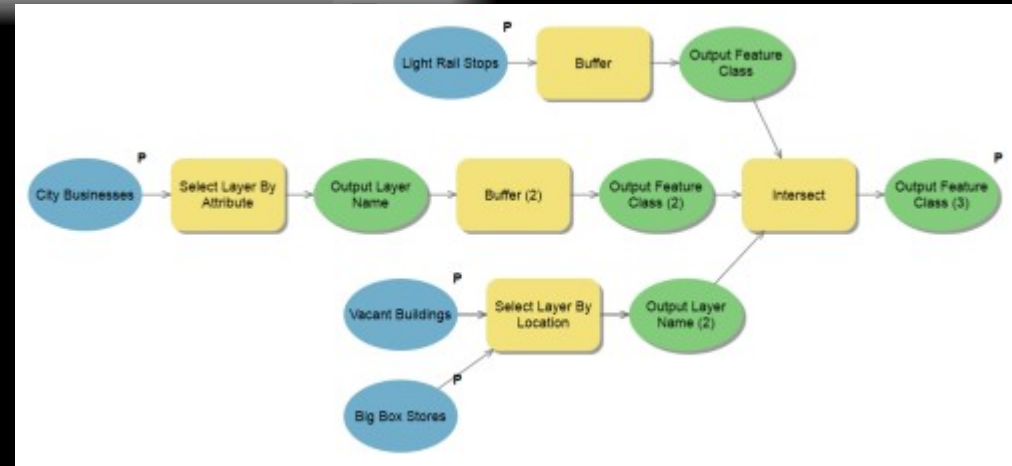 P
Light Rail Stops
Buffer
Output Feature
Class
P
City Businesses
Select Layer By
Attribute
Output Layer
Name
Buffer (2)
Output Feature
Class (2)
Intersect
P
Output Feature
Class (3)
P
Vacant Buildings
Select Layer By
Location
Output Layer
Name (2)
P
Big Box Stores